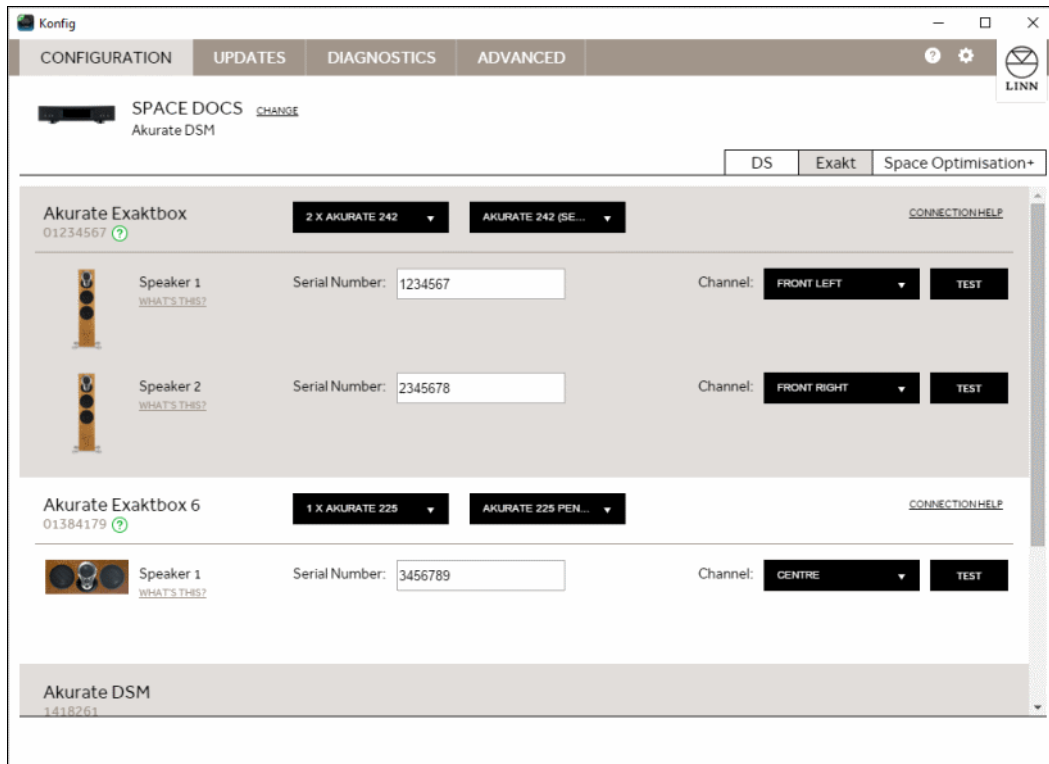 Konfig
CONFIGURATION UPDATES DIAGNOSTICS ADVANCED
LINN
SPACE DOCS CHANGE
Akurate DSM
DS Exakt Space Optimisation+
Akurate Exaktbox 2 X AKURATE 242 AKURATE 242 (SE... CONNECTION HELP
01234567 ?
Speaker 1 Serial Number: 1234567 Channel: FRONT LEFT TEST
WHAT'S THIS?
Speaker 2 Serial Number: 2345678 Channel: FRONT RIGHT TEST
WHAT'S THIS?
Akurate Exaktbox 6 1 X AKURATE 225 AKURATE 225 PEN... CONNECTION HELP
01384179 ?
Speaker 1 Serial Number: 3456789 Channel: CENTRE TEST
WHAT'S THIS?
Akurate DSM
1418261